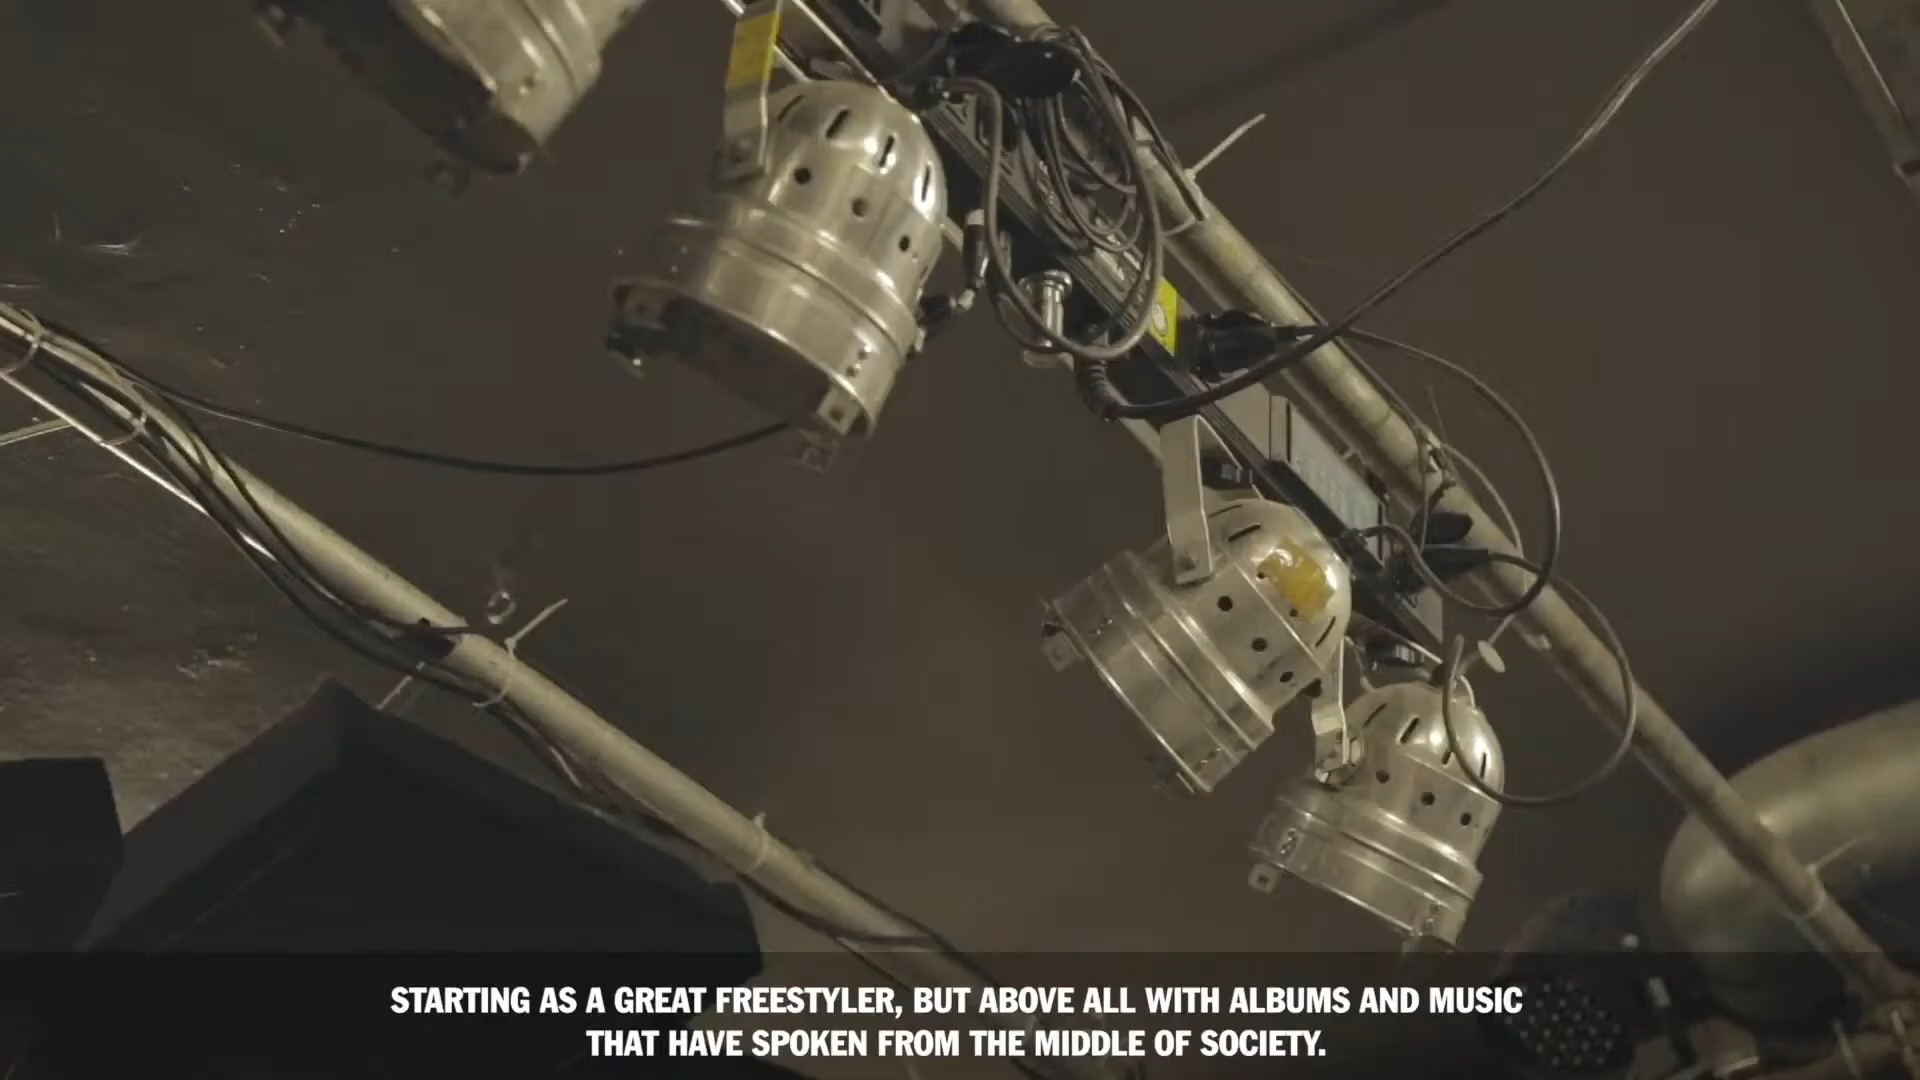 STARTING AS A GREAT FREESTYLER, BUT ABOVE ALL WITH ALBUMS AND MUSIC
THAT HAVE SPOKEN FROM THE MIDDLE OF SOCIETY.